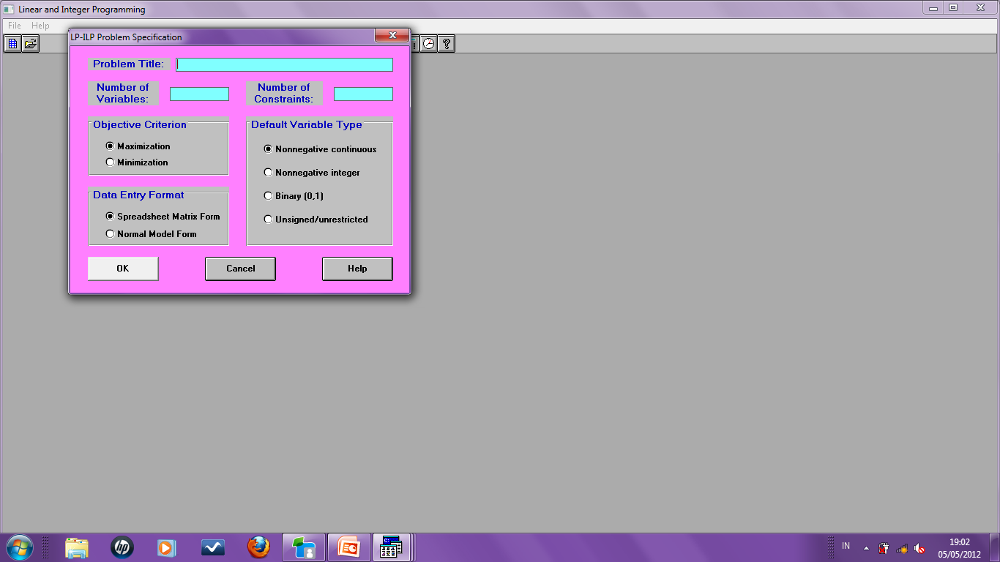 Linear and Integer Programming
File Help
LP-ILP Problem Specification
Problem Title:
Number of
Variables:
Number of
Constraints:
Objective Criterion
Maximization
Minimization
Default Variable Type
Nonnegative continuous
Nonnegative integer
Binary (0,1)
Unsigned/unrestricted
Data Entry Format
Spreadsheet Matrix Form
Normal Model Form
OK
Cancel
Help
hp
IN
19:02
05/05/2012